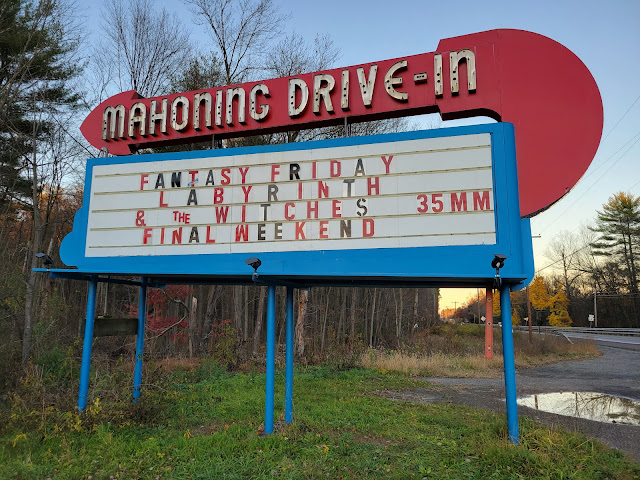 MAHONING DRIVE-IN
FANTASY FRIDAY
LABYRINTH
& THE WITCHES 35MM
FINAL WEEKEND